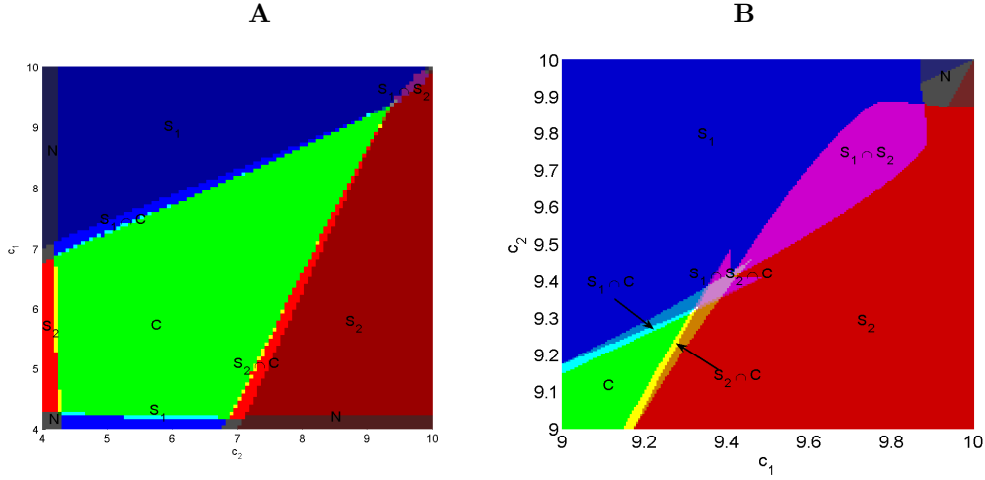 A
B
10
9
8
7
6
5
4
c₁
4
5
6
7
8
9
10
c₂
N
S₁
S₁ ∩ S₂
S₁ ∩ C
S₂
C
S₂ ∩ C
S₁
N
N
10
9.9
9.8
9.7
9.6
9.5
9.4
9.3
9.2
9.1
9
c₂
9
9.2
9.4
9.6
9.8
10
c₁
N
S₁
S₁ ∩ S₂
S₁ ∩ S₂ ∩ C
S₁ ∩ C
S₂
S₂ ∩ C
C